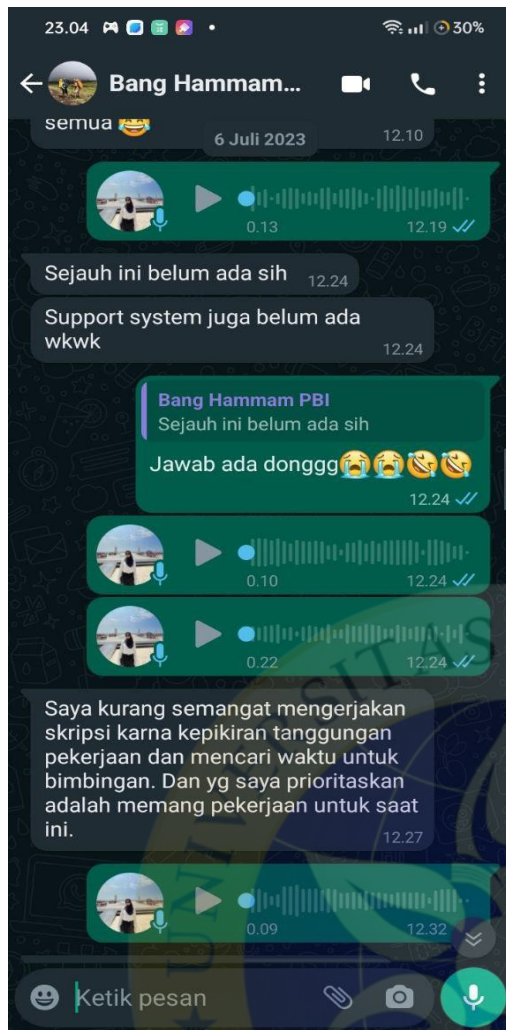 23.04
30%
Bang Hammam...
semua 😂
12.10
6 Juli 2023
0.13
12.19
Sejauh ini belum ada sih
12.24
Support system juga belum ada
wkwk
12.24
Bang Hammam PBI
Sejauh ini belum ada sih
Jawab ada donggg😭😭🤣🤣
12.24
0.10
12.24
0.22
12.24
Saya kurang semangat mengerjakan
skripsi karna kepikiran tanggungan
pekerjaan dan mencari waktu untuk
bimbingan. Dan yg saya prioritaskan
adalah memang pekerjaan untuk saat
ini.
12.27
0.09
12.32
Ketik pesan
UNIVERSITAS